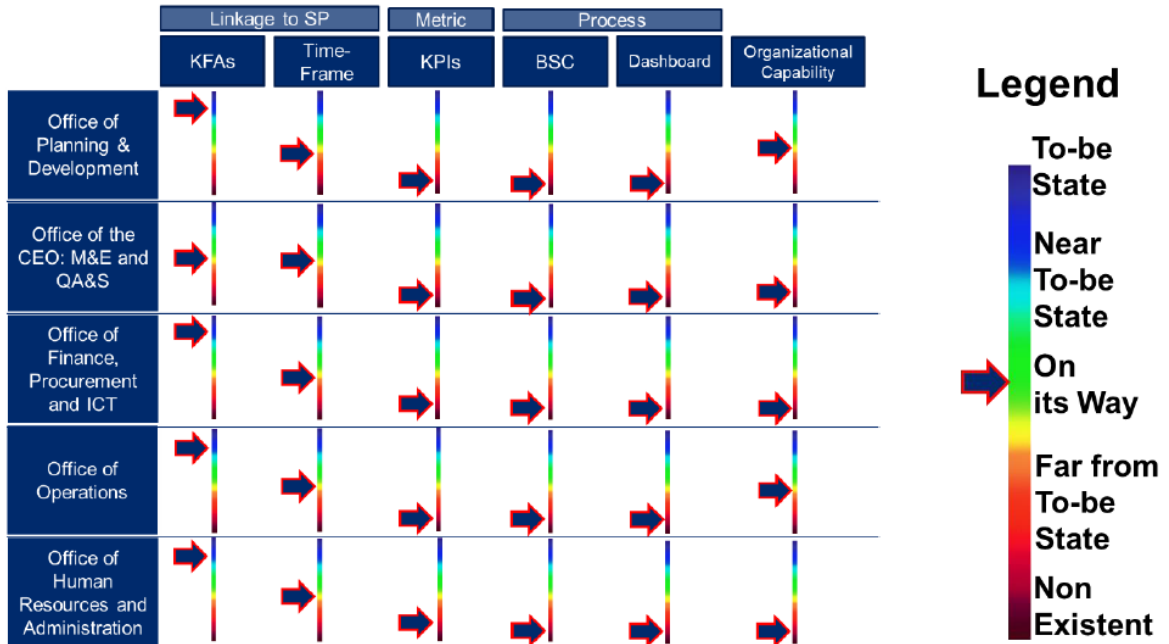 Linkage to SP
Metric
Process
KFAs
Time-
Frame
KPIs
BSC
Dashboard
Organizational
Capability
Office of
Planning &
Development
Office of the
CEO: M&E and
QA&S
Office of
Finance,
Procurement
and ICT
Office of
Operations
Office of
Human
Resources and
Administration
Legend
To-be
State
Near
To-be
State
On
its Way
Far from
To-be
State
Non
Existent